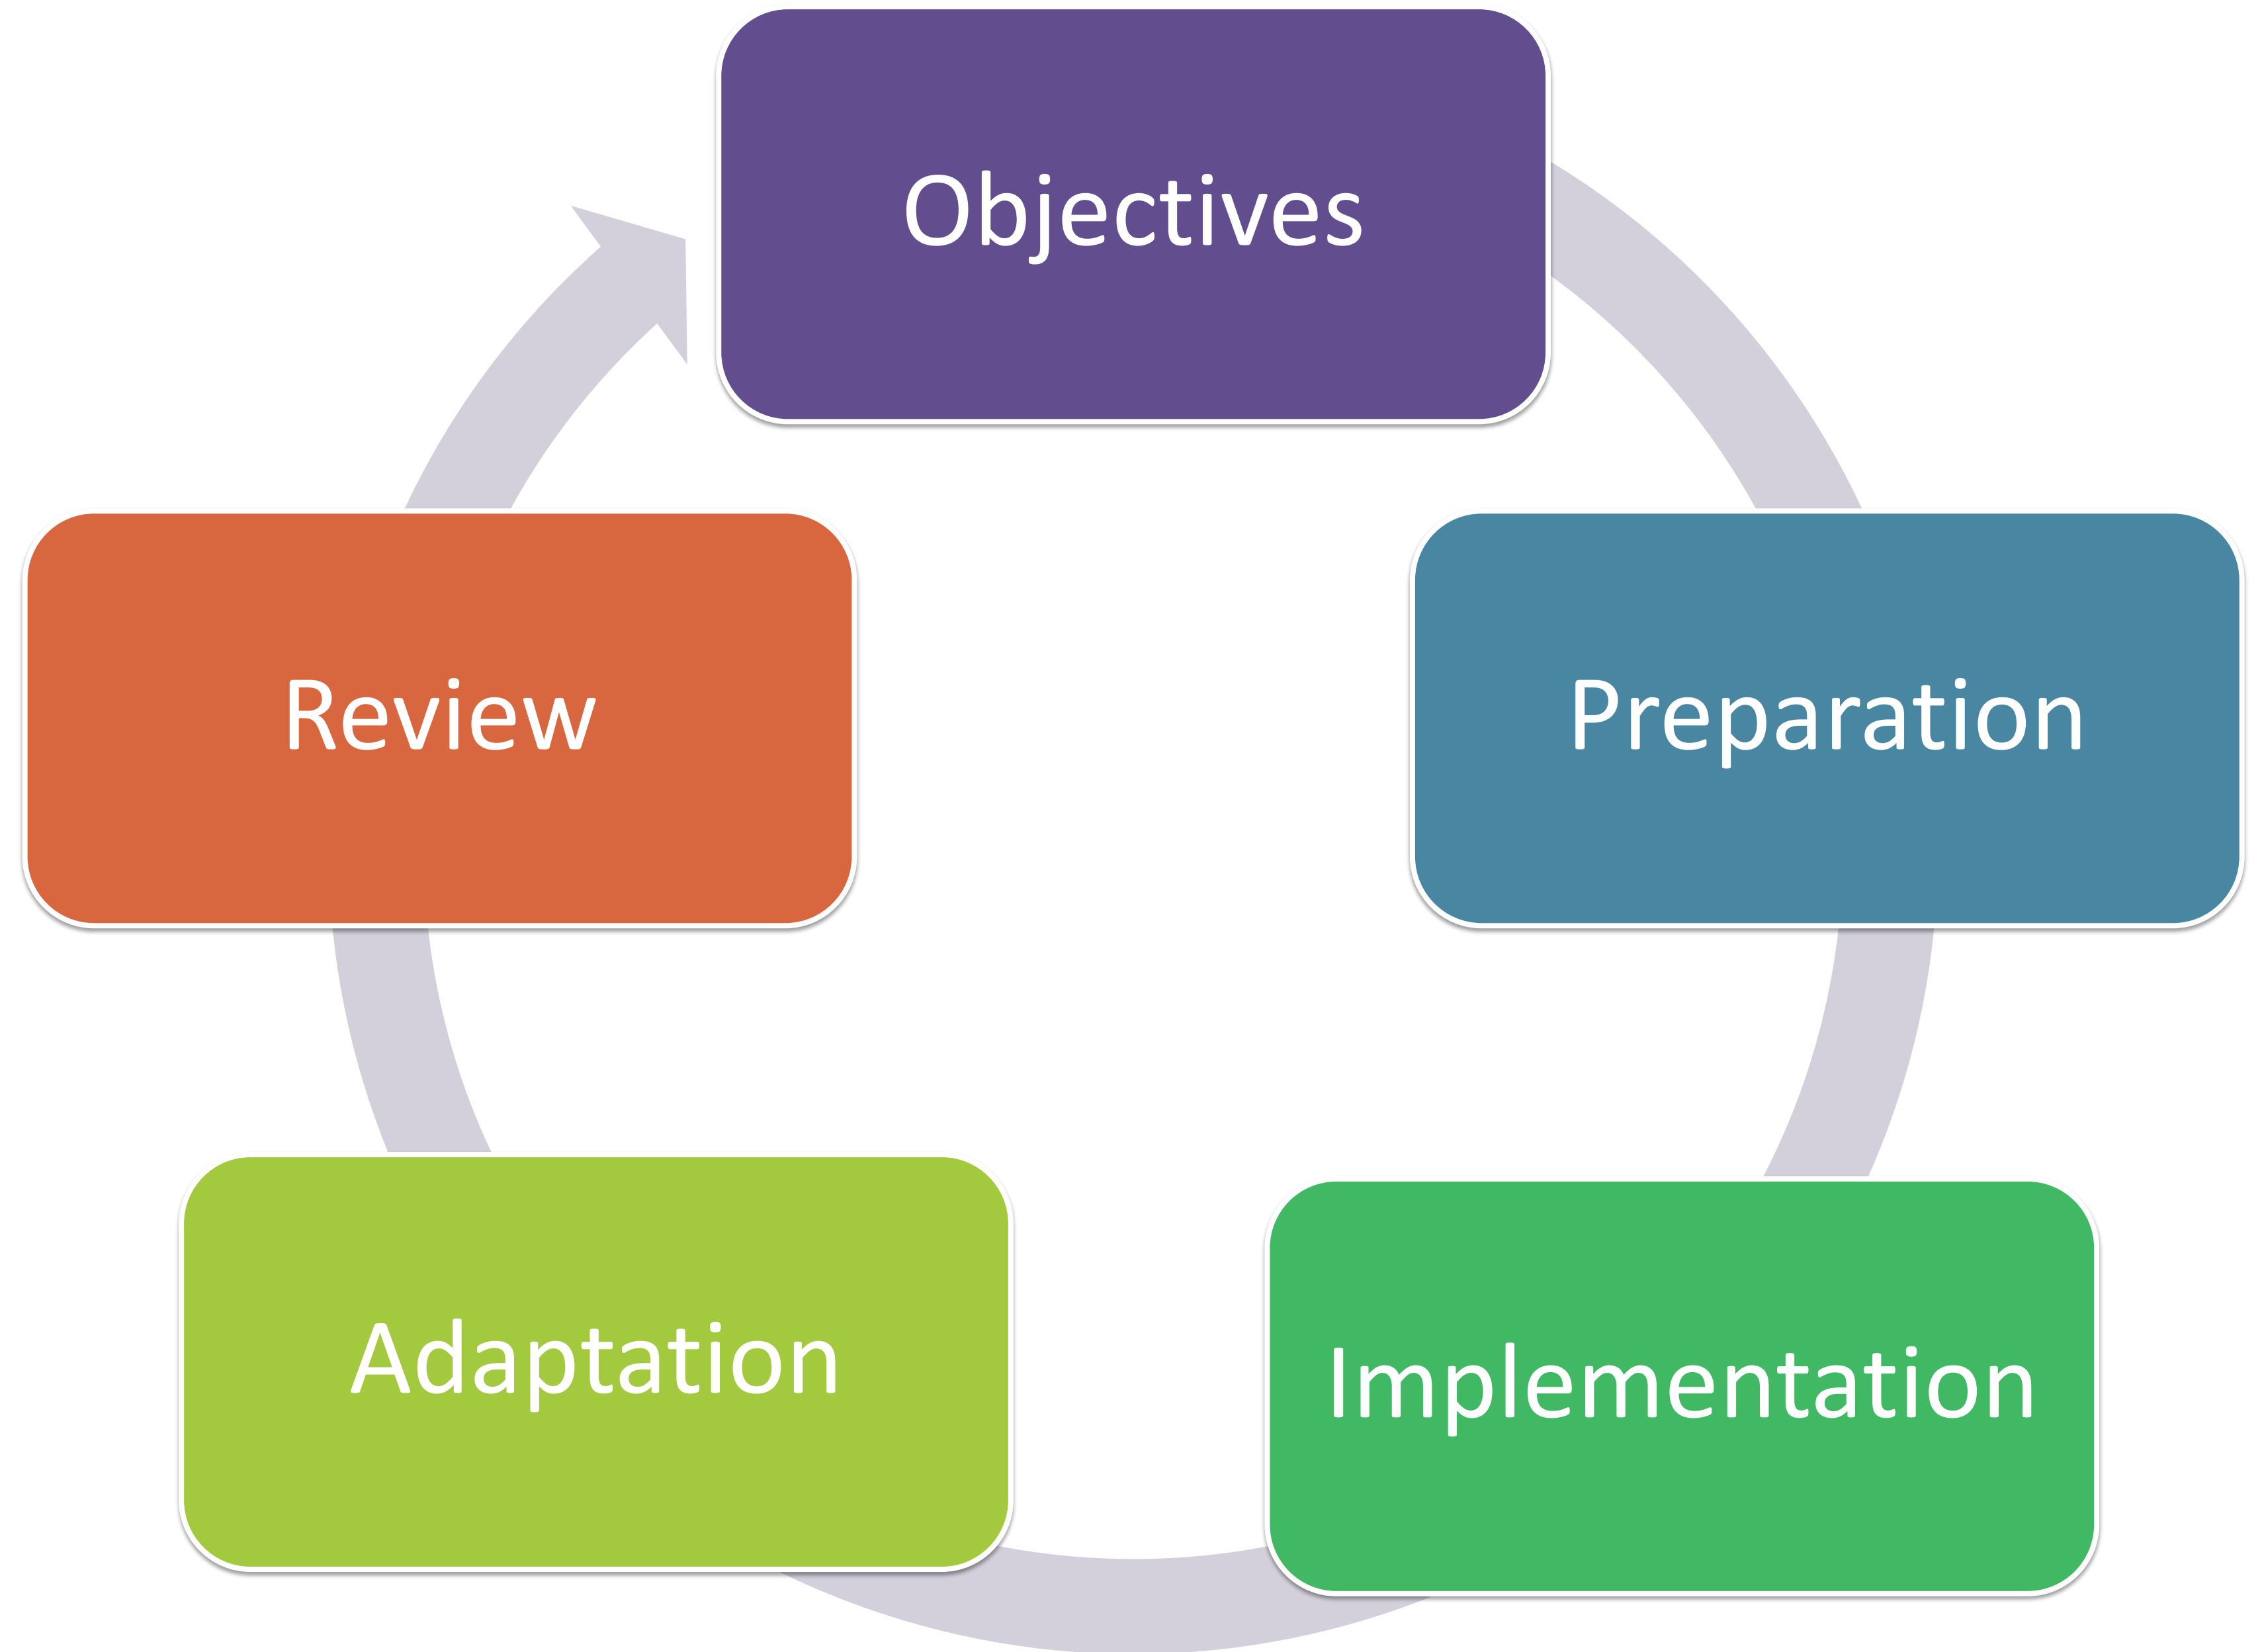 Objectives
Preparation
Implementation
Adaptation
Review